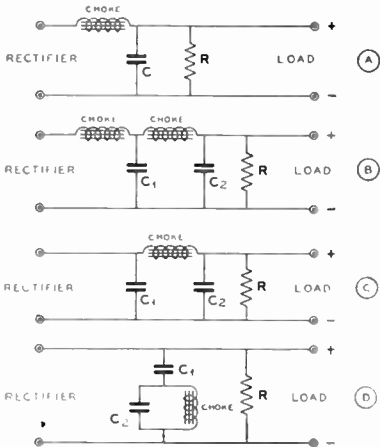 CHOKE
+
RECTIFIER C R LOAD A
−
CHOKE CHOKE
+
RECTIFIER C1 C2 R LOAD B
−
CHOKE
+
RECTIFIER C1 C2 R LOAD C
−
+
C1
RECTIFIER C2 CHOKE R LOAD D
−